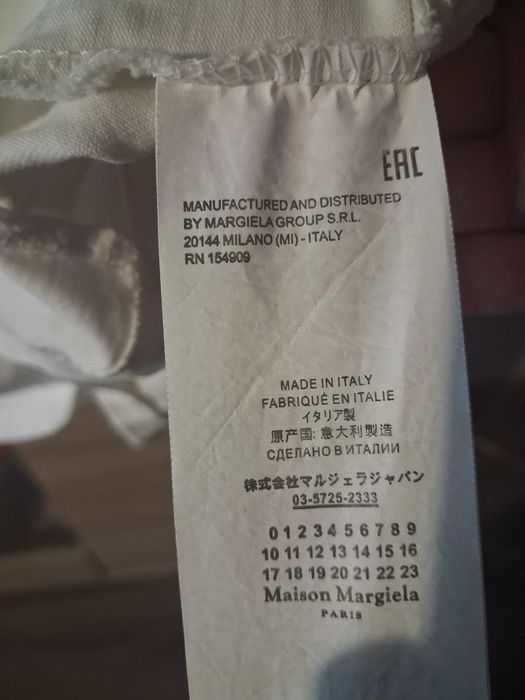 EAC
MANUFACTURED AND DISTRIBUTED
BY MARGIELA GROUP S.R.L.
20144 MILANO (MI) - ITALY
RN 154909
MADE IN ITALY
FABRIQUÉ EN ITALIE
イタリア製
原产国: 意大利製造
СДЕЛАНО В ИТАЛИИ
株式会社マルジェラジャパン
03-5725-2333
0 1 2 3 4 5 6 7 8 9
10 11 12 13 14 15 16
17 18 19 20 21 22 23
Maison Margiela
PARIS